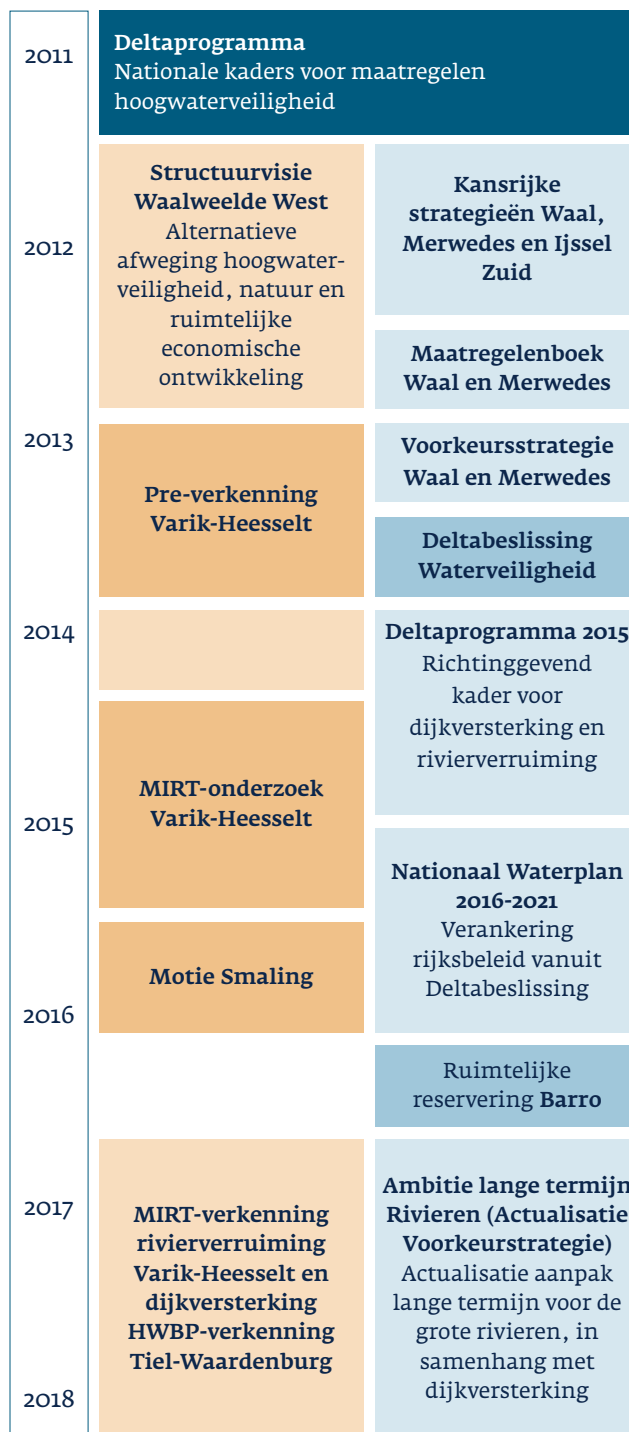 2011
Deltaprogramma
Nationale kaders voor maatregelen
hoogwaterveiligheid
2012
Structuurvisie
Waalweelde West
Alternatieve
afweging hoogwater-
veiligheid, natuur en
ruimtelijke
economische
ontwikkeling
Kansrijke
strategieën Waal,
Merwedes en Ijssel
Zuid
Maatregelenboek
Waal en Merwedes
2013
Pre-verkenning
Varik-Heesselt
Voorkeursstrategie
Waal en Merwedes
Deltabeslissing
Waterveiligheid
2014
Deltaprogramma 2015
Richtinggevend
kader voor
dijkversterking en
rivierverruiming
MIRT-onderzoek
Varik-Heesselt
2015
Nationaal Waterplan
2016-2021
Verankering
rijksbeleid vanuit
Deltabeslissing
Motie Smaling
2016
Ruimtelijke
reservering Barro
2017
MIRT-verkenning
rivierverruiming
Varik-Heesselt en
dijkversterking
HWBP-verkenning
Tiel-Waardenburg
Ambitie lange termijn
Rivieren (Actualisatie
Voorkeurstrategie)
Actualisatie aanpak
lange termijn voor de
grote rivieren, in
samenhang met
dijkversterking
2018